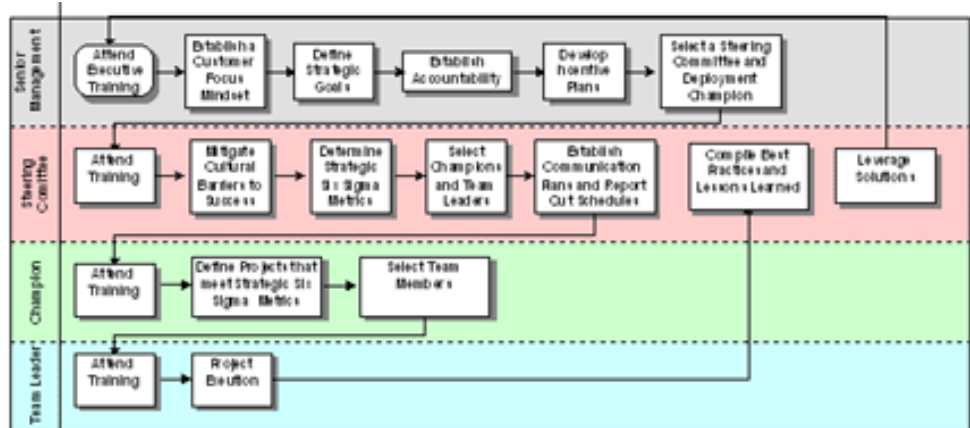 Senior
Management
Attend
Executive
Training
Establish a
Customer
Focus
Mindset
Define
Strategic
Goals
Establish
Accountability
Develop
Incentive
Plans
Select a Steering
Committee and
Deployment
Champion
Steering
Committee
Attend
Training
Mitigate
Cultural
Barriers to
Success
Determine
Strategic
Six Sigma
Metrics
Select
Champions
and Team
Leaders
Establish
Communication
Plans and Report
Out Schedules
Compile Best
Practices and
Lessons Learned
Leverage
Solutions
Champion
Attend
Training
Define Projects that
meet Strategic Six
Sigma Metrics
Select Team
Members
Team Leader
Attend
Training
Project